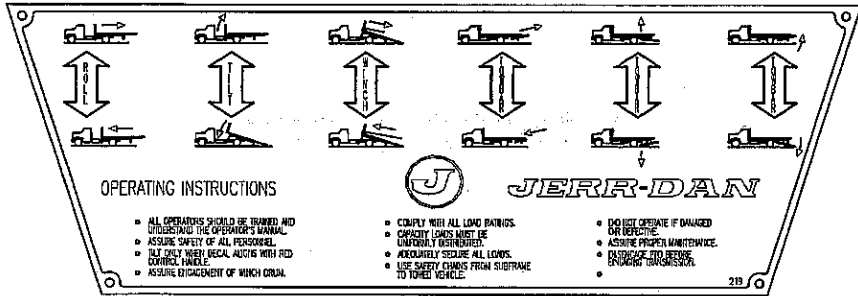 ROLL
TILT
WINCH
OPERATING INSTRUCTIONS
J
JERR-DAN
ALL OPERATORS SHOULD BE TRAINED AND
UNDERSTAND THE OPERATOR'S MANUAL.
ASSURE SAFETY OF ALL PERSONNEL.
TILT ONLY WHEN DECAL ALIGNS WITH RED
CONTROL HANDLE.
ASSURE ENGAGEMENT OF WINCH DRUM.
COMPLY WITH ALL LOAD RATINGS.
CAPACITY LOADS MUST BE
UNIFORMLY DISTRIBUTED.
ADEQUATELY SECURE ALL LOADS.
USE SAFETY CHAINS FROM SUBFRAME
TO TOWED VEHICLE.
DO NOT OPERATE IF DAMAGED
OR DEFECTIVE.
ASSURE PROPER MAINTENANCE.
DISENGAGE PTO BEFORE
ENGAGING TRANSMISSION.
219